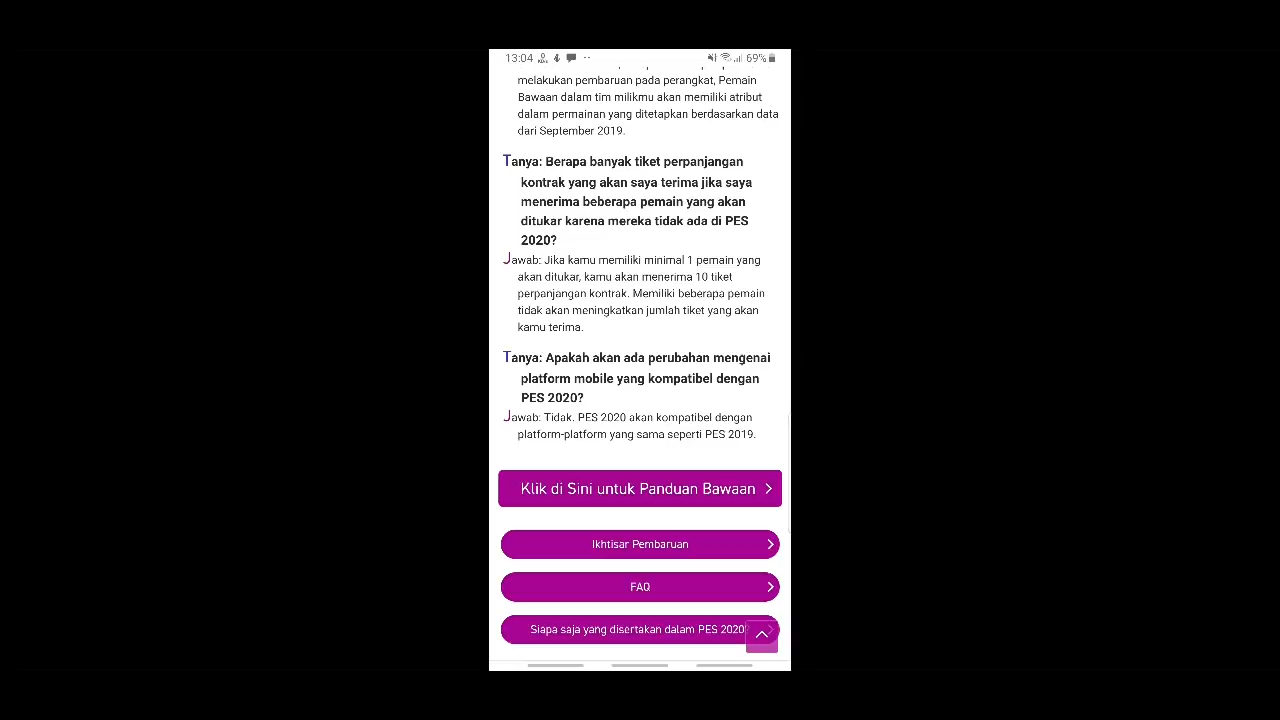 13:04 69%
melakukan pembaruan pada perangkat, Pemain
Bawaan dalam tim milikmu akan memiliki atribut
dalam permainan yang ditetapkan berdasarkan data
dari September 2019.
Tanya: Berapa banyak tiket perpanjangan
kontrak yang akan saya terima jika saya
menerima beberapa pemain yang akan
ditukar karena mereka tidak ada di PES
2020?
Jawab: Jika kamu memiliki minimal 1 pemain yang
akan ditukar, kamu akan menerima 10 tiket
perpanjangan kontrak. Memiliki beberapa pemain
tidak akan meningkatkan jumlah tiket yang akan
kamu terima.
Tanya: Apakah akan ada perubahan mengenai
platform mobile yang kompatibel dengan
PES 2020?
Jawab: Tidak. PES 2020 akan kompatibel dengan
platform-platform yang sama seperti PES 2019.
Klik di Sini untuk Panduan Bawaan
Ikhtisar Pembaruan
FAQ
Siapa saja yang disertakan dalam PES 2020